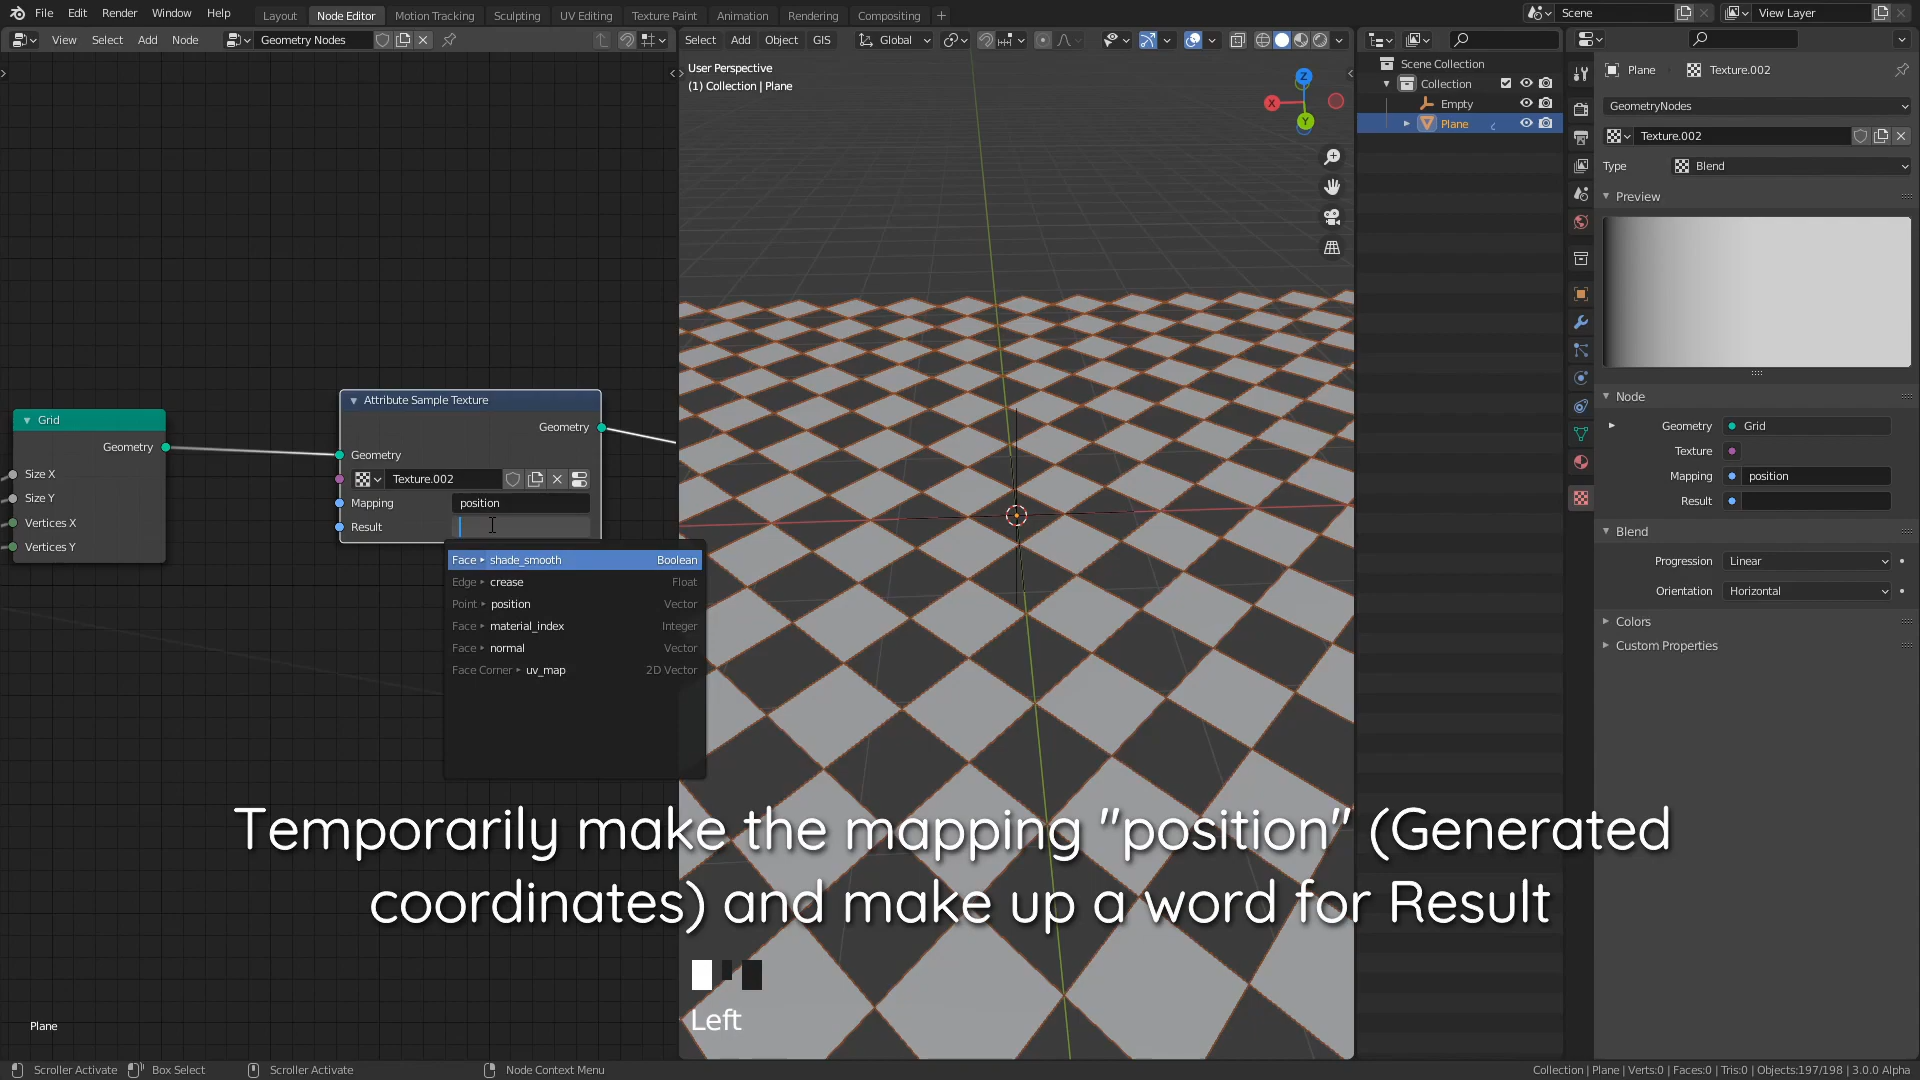 File Edit Render Window Help Layout Node Editor Motion Tracking Sculpting UV Editing Texture Paint Animation Rendering Compositing + Scene View Layer
View Select Add Node Geometry Nodes Select Add Object GIS Global
User Perspective
(1) Collection | Plane
Z
X
Y
Scene Collection
Collection
Empty
Plane
Plane Texture.002
GeometryNodes
Texture.002
Type Blend
Preview
Node
Geometry Grid
Texture
Mapping position
Result
Blend
Progression Linear
Orientation Horizontal
Colors
Custom Properties
Grid
Geometry
Size X
Size Y
Vertices X
Vertices Y
Attribute Sample Texture
Geometry
Geometry
Texture.002
Mapping position
Result
Face shade_smooth Boolean
Edge crease Float
Point position Vector
Face material_index Integer
Face normal Vector
Face Corner uv_map 2D Vector
Temporarily make the mapping "position" (Generated
coordinates) and make up a word for Result
Left
Plane
Scroller Activate Box Select Scroller Activate Node Context Menu Collection | Plane | Verts:0 | Faces:0 | Tris:0 | Objects:197/198 | 3.0.0 Alpha